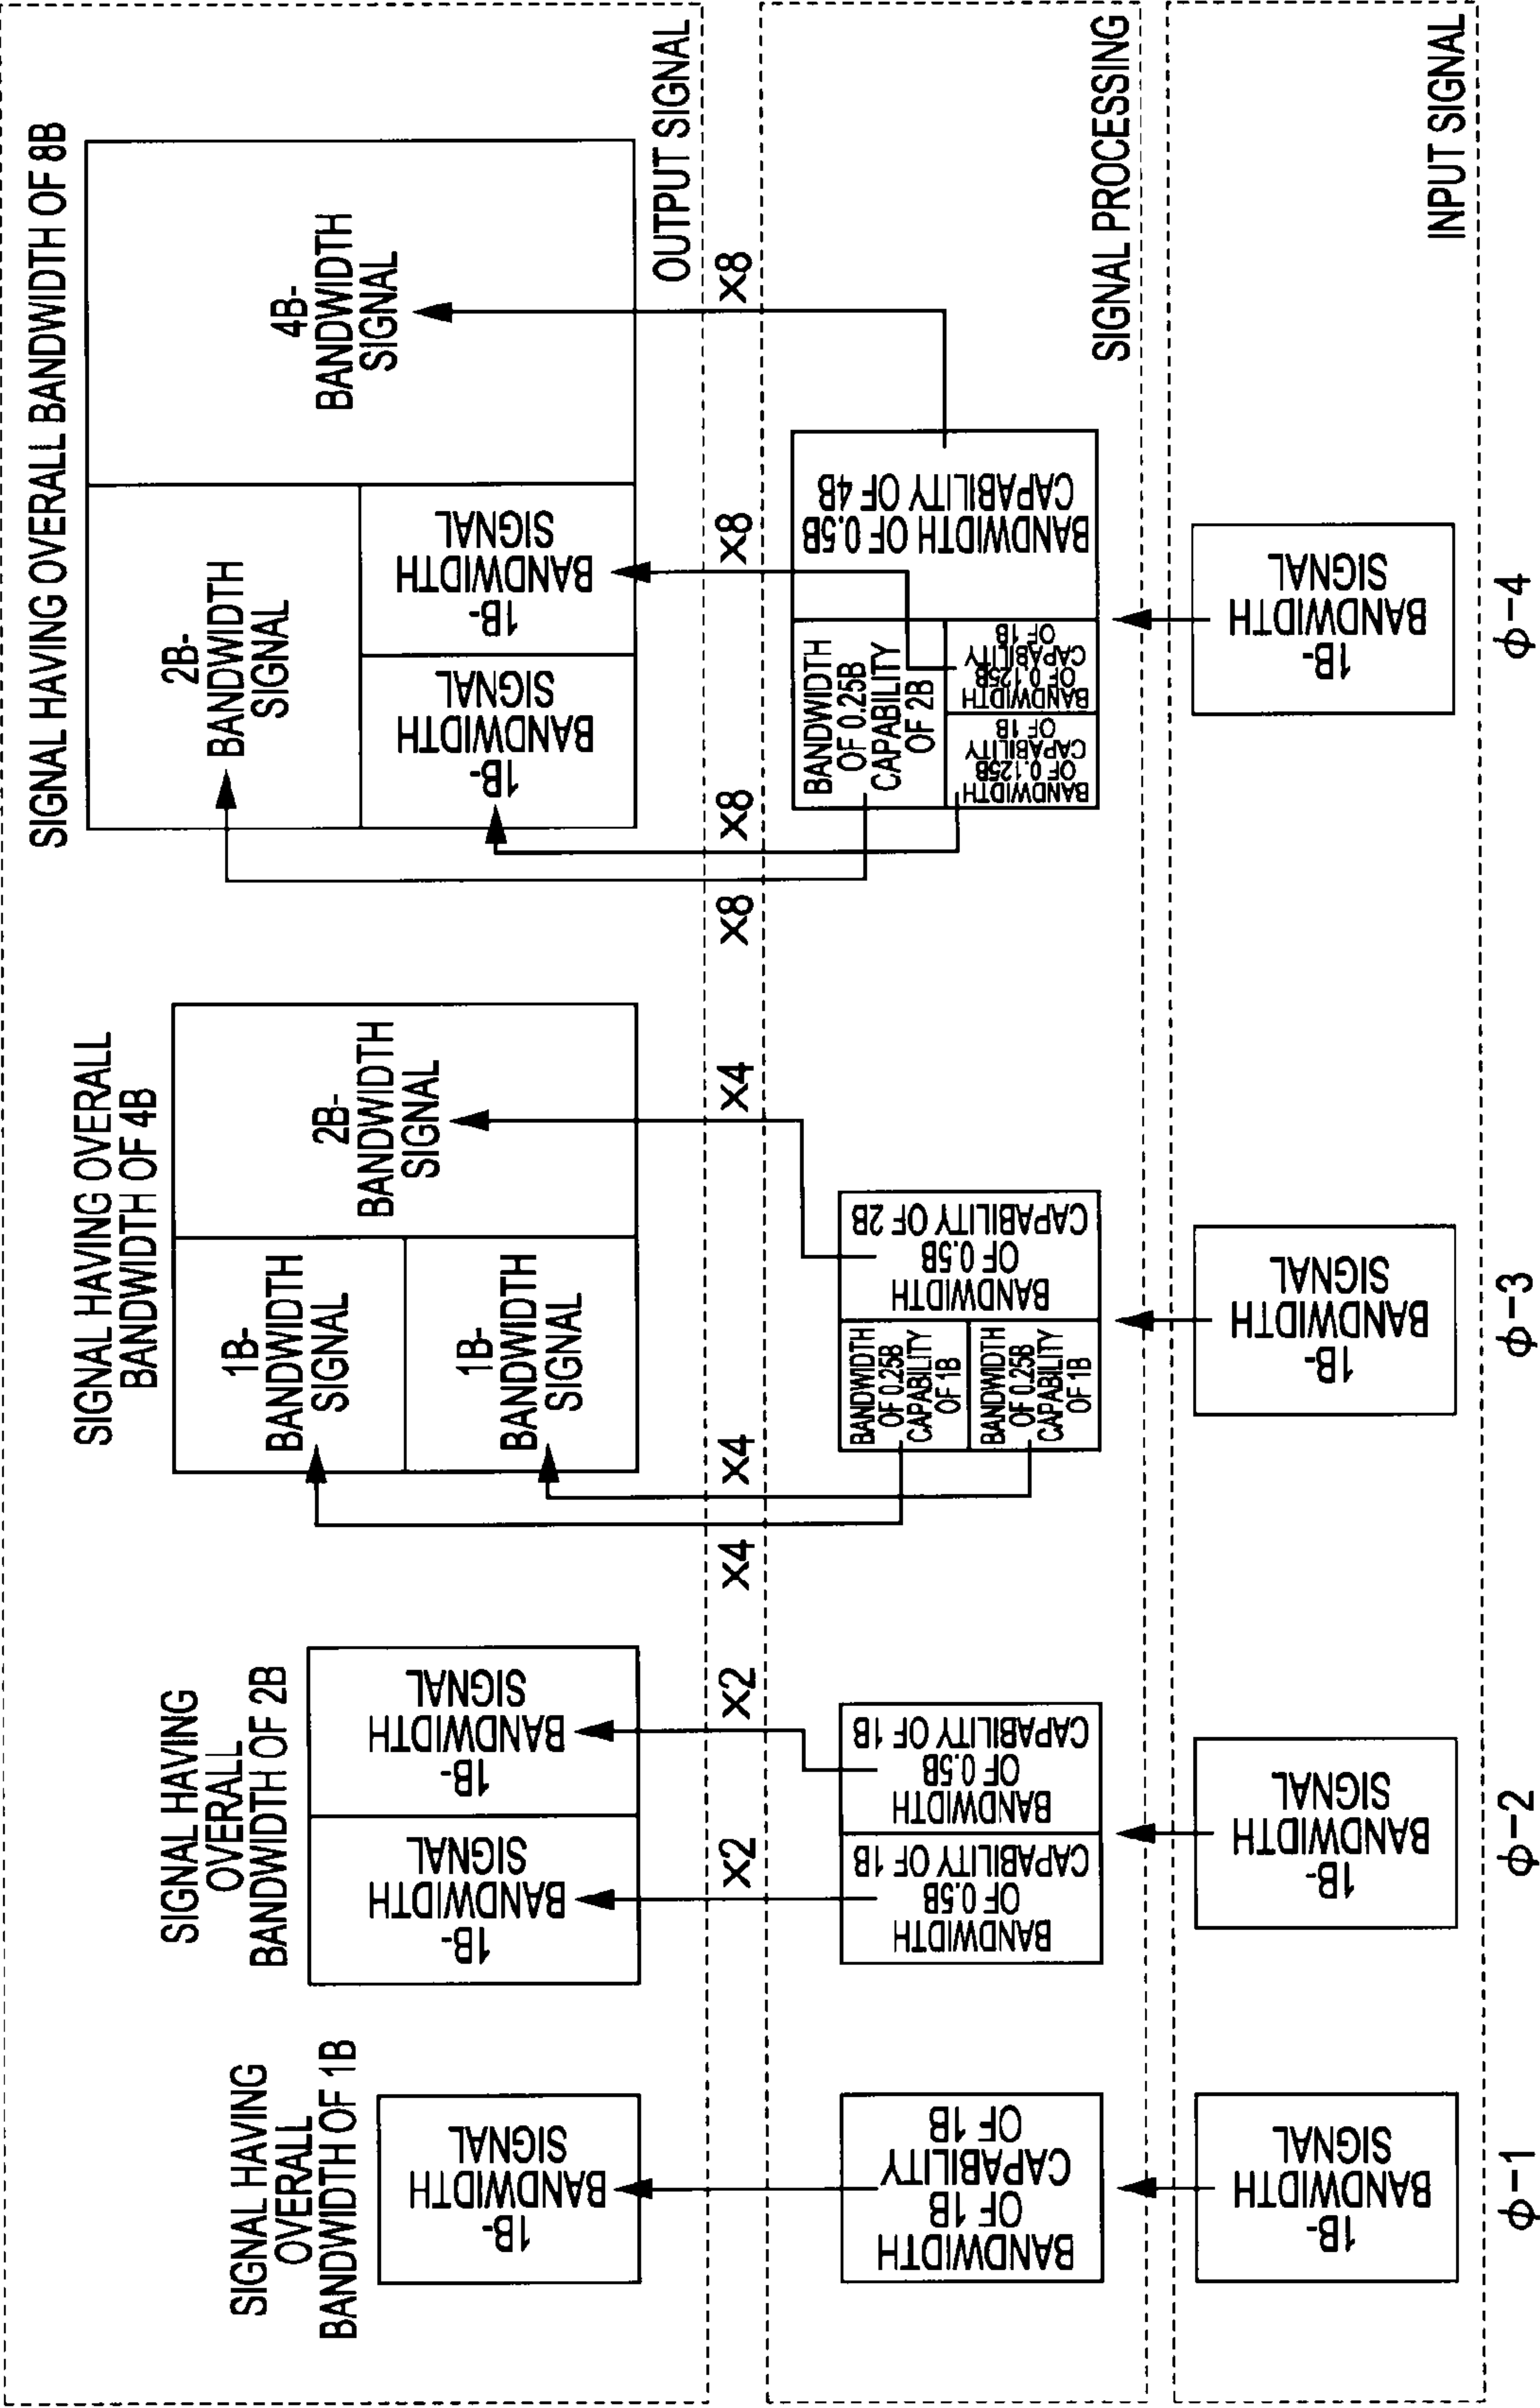 SIGNAL HAVING
OVERALL
BANDWIDTH OF 1B
1B-
BANDWIDTH
SIGNAL
BANDWIDTH
OF 1B
CAPABILITY
OF 1B
1B-
BANDWIDTH
SIGNAL
φ-1
SIGNAL HAVING
OVERALL
BANDWIDTH OF 2B
1B-
BANDWIDTH
SIGNAL
1B-
BANDWIDTH
SIGNAL
x2
x2
BANDWIDTH
OF 0.5B
CAPABILITY OF 1B
BANDWIDTH
OF 0.5B
CAPABILITY OF 1B
1B-
BANDWIDTH
SIGNAL
φ-2
SIGNAL HAVING OVERALL
BANDWIDTH OF 4B
1B-
BANDWIDTH
SIGNAL
1B-
BANDWIDTH
SIGNAL
2B-
BANDWIDTH
SIGNAL
x4
x4
x4
BANDWIDTH
OF 0.25B
CAPABILITY
OF 1B
BANDWIDTH
OF 0.25B
CAPABILITY
OF 1B
BANDWIDTH
OF 0.5B
CAPABILITY OF 2B
1B-
BANDWIDTH
SIGNAL
φ-3
SIGNAL HAVING OVERALL BANDWIDTH OF 8B
2B-
BANDWIDTH
SIGNAL
1B-
BANDWIDTH
SIGNAL
1B-
BANDWIDTH
SIGNAL
4B-
BANDWIDTH
SIGNAL
OUTPUT SIGNAL
x8
x8
x8
x8
BANDWIDTH
OF 0.25B
CAPABILITY
OF 2B
BANDWIDTH
OF 0.125B
CAPABILITY
OF 1B
BANDWIDTH
OF 0.125B
CAPABILITY
OF 1B
BANDWIDTH OF 0.5B
CAPABILITY OF 4B
SIGNAL PROCESSING
1B-
BANDWIDTH
SIGNAL
INPUT SIGNAL
φ-4